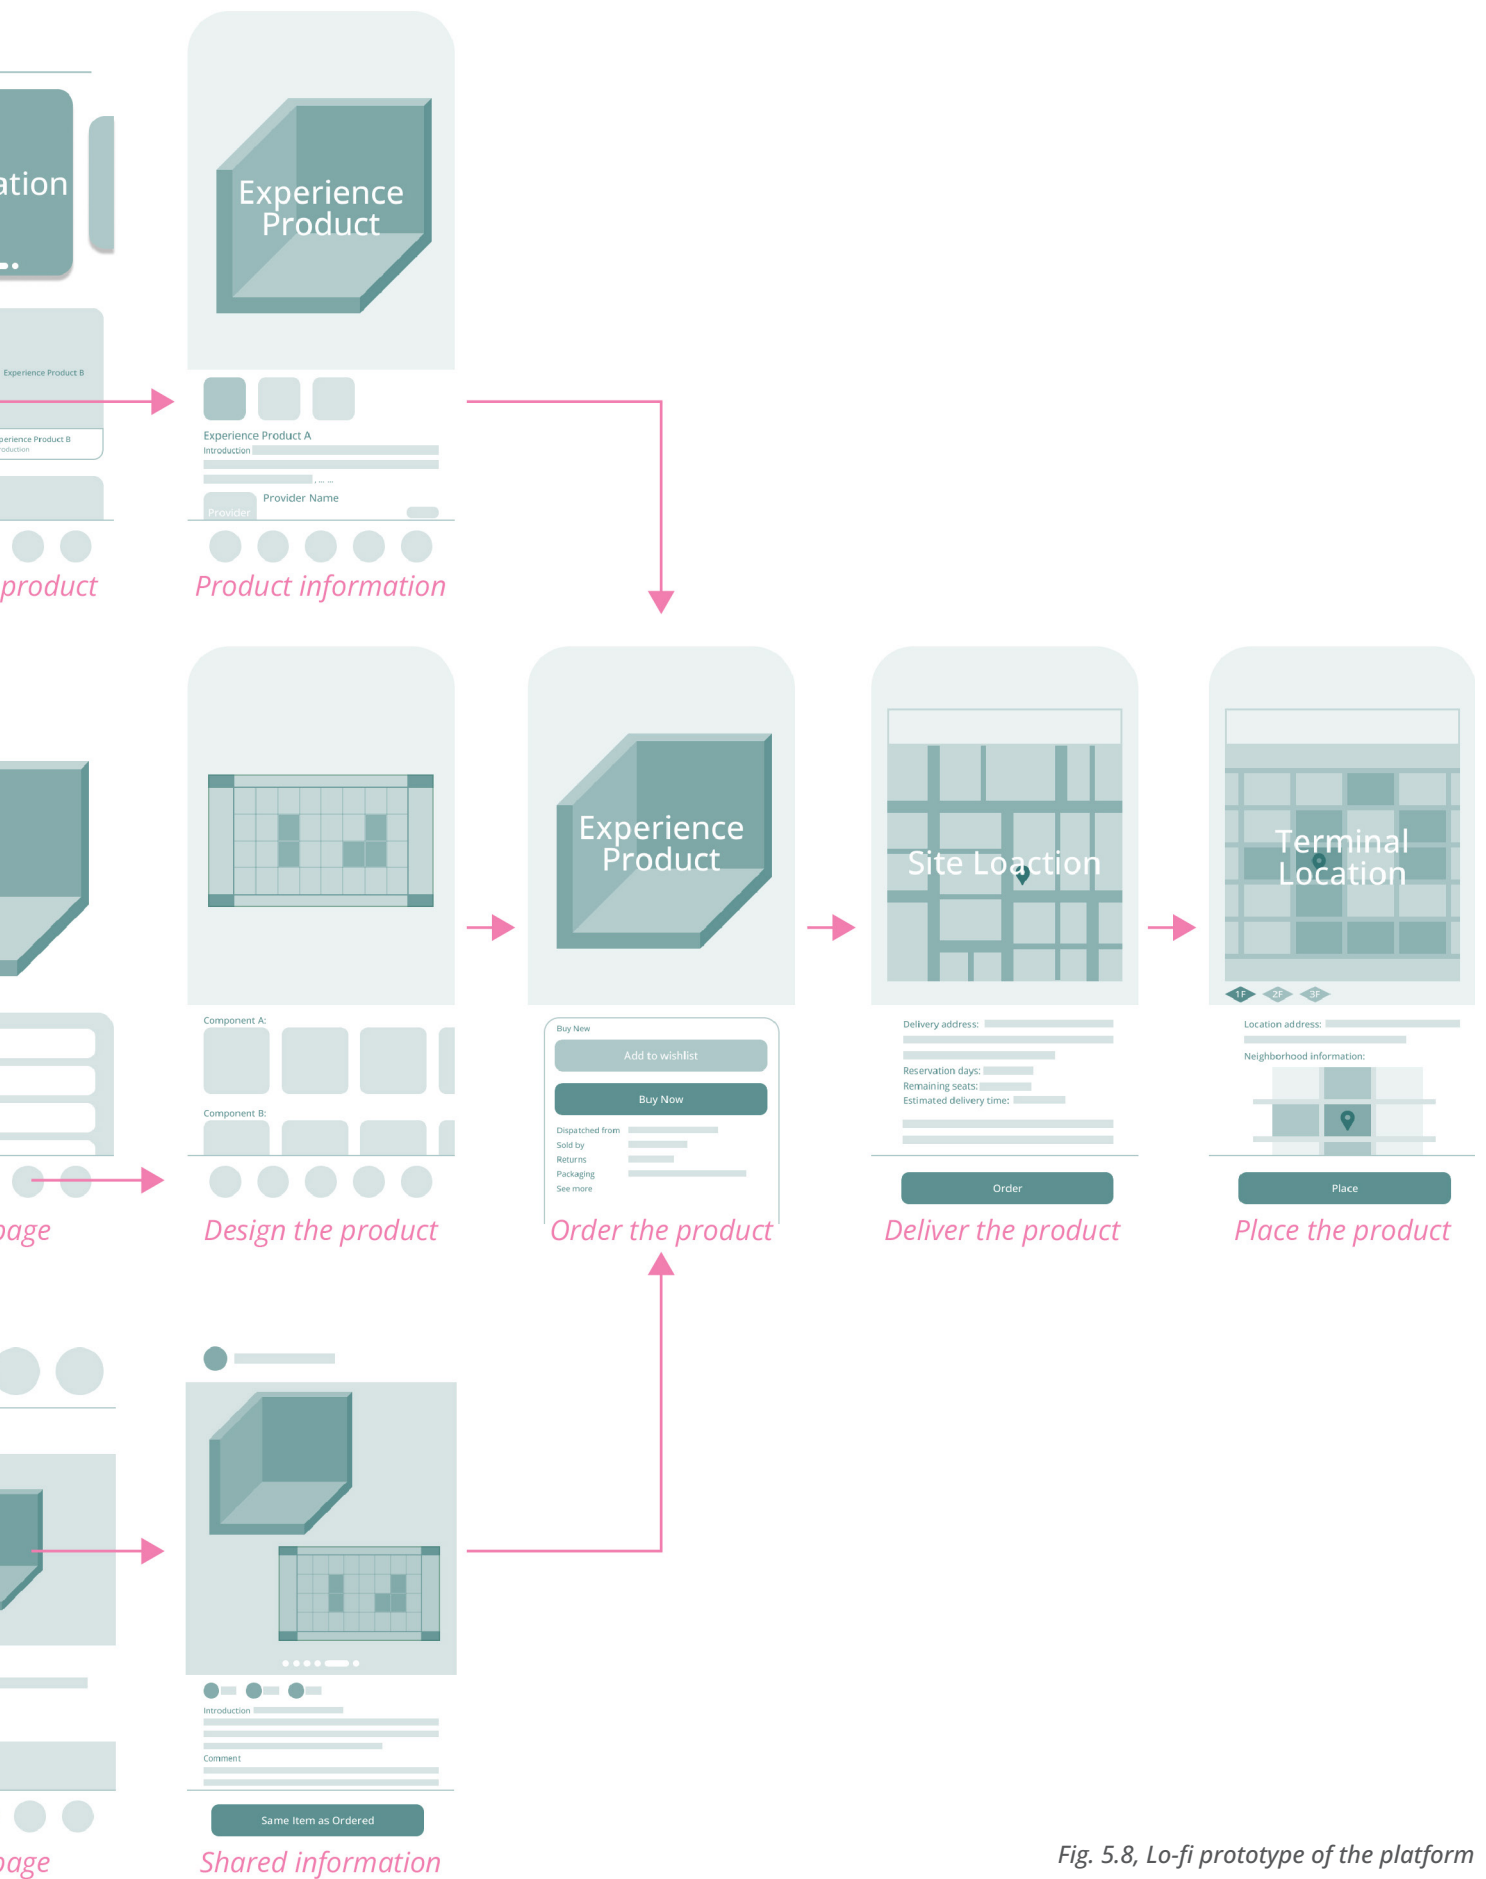 ation
Experience
Product
Experience Product B
perience Product B
roduction
Experience Product A
Introduction
, ... ...
Provider Name
Provider
product
Product information
Component A:
Component B:
page
Design the product
Experience
Product
Buy New
Add to wishlist
Buy Now
Dispatched from
Sold by
Returns
Packaging
See more
Order the product
Site Loaction
Delivery address:
Reservation days:
Remaining seats:
Estimated delivery time:
Order
Deliver the product
Terminal
Location
1F 2F 3F
Location address:
Neighborhood information:
Place
Place the product
Introduction
Comment
Same Item as Ordered
page
Shared information
Fig. 5.8, Lo-fi prototype of the platform